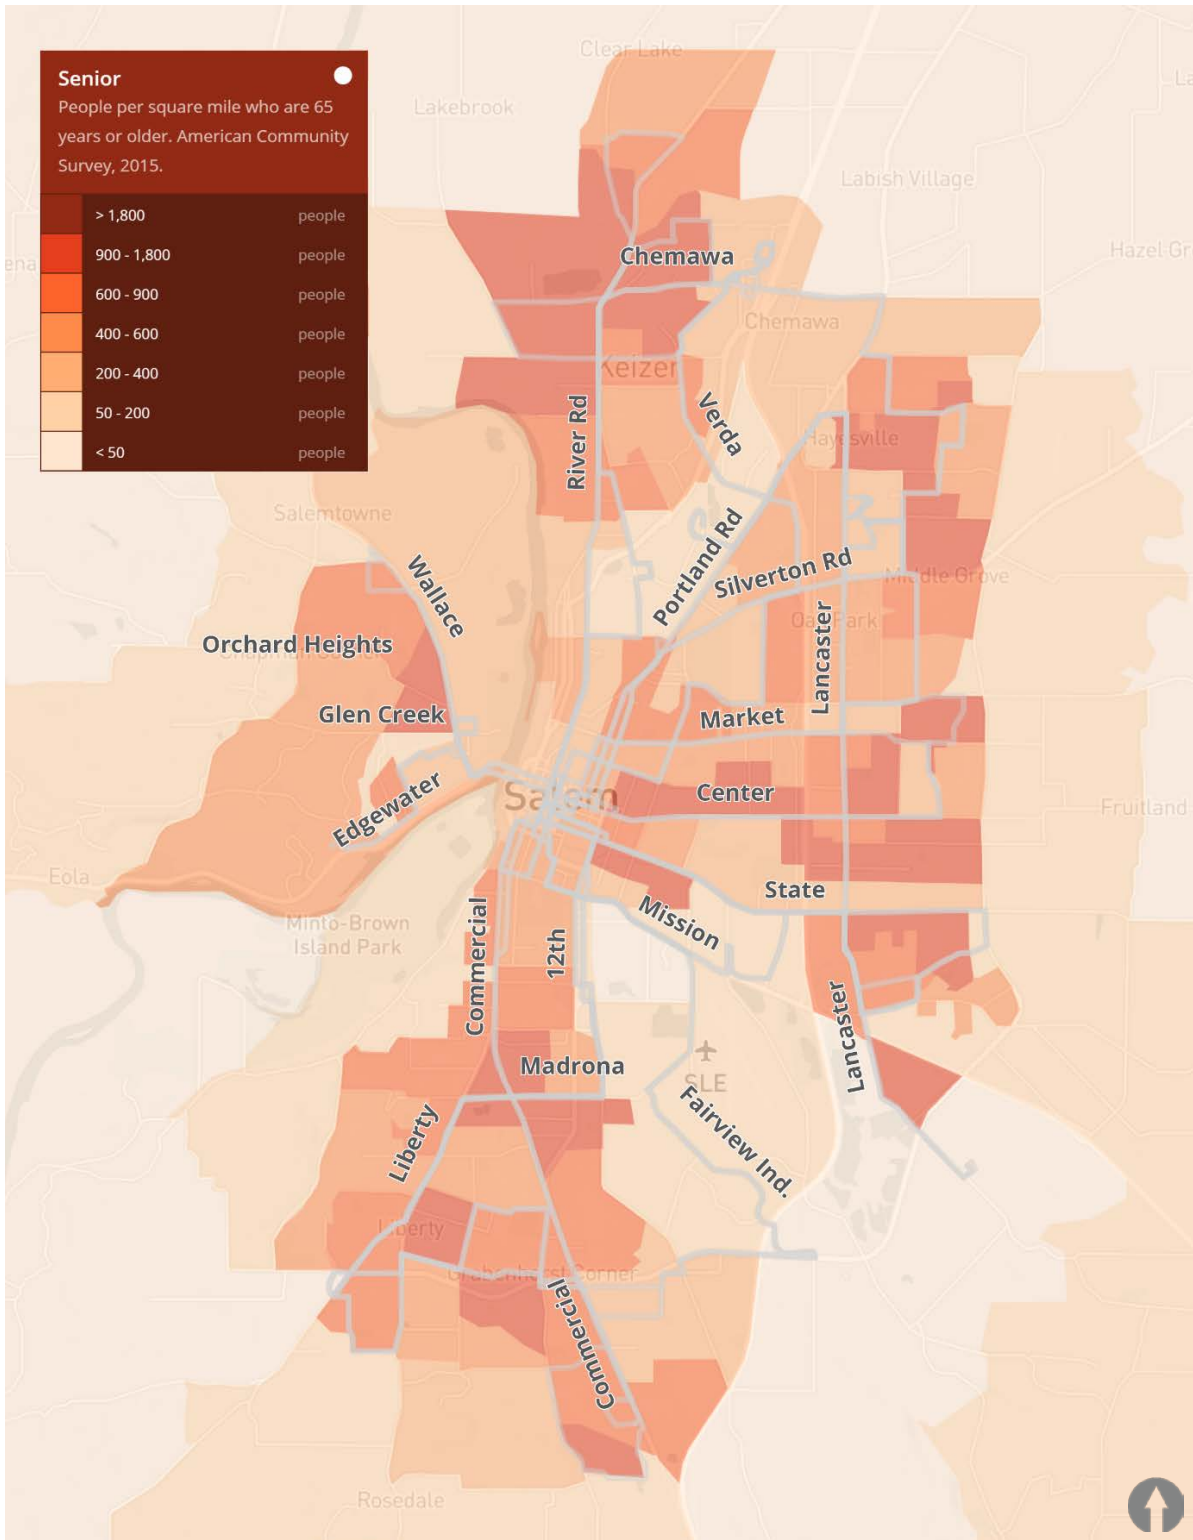 Senior
People per square mile who are 65
years or older. American Community
Survey, 2015.
> 1,800 people
900 - 1,800 people
600 - 900 people
400 - 600 people
200 - 400 people
50 - 200 people
< 50 people
Clear Lake
Lakebrook
Labish Village
Hazel Gr
Chemawa
Chemawa
Keizer
River Rd
Verda
Hayesville
Salemtowne
Wallace
Portland Rd
Silverton Rd
Middle Grove
Orchard Heights
Lancaster
Glen Creek
Market
Salem
Center
Edgewater
Fruitland
Eola
State
Minto-Brown
Island Park
Commercial
12th
Mission
Lancaster
Madrona
SLE
Liberty
Fairview Ind.
Liberty
Grabenhorst Corner
Commercial
Rosedale